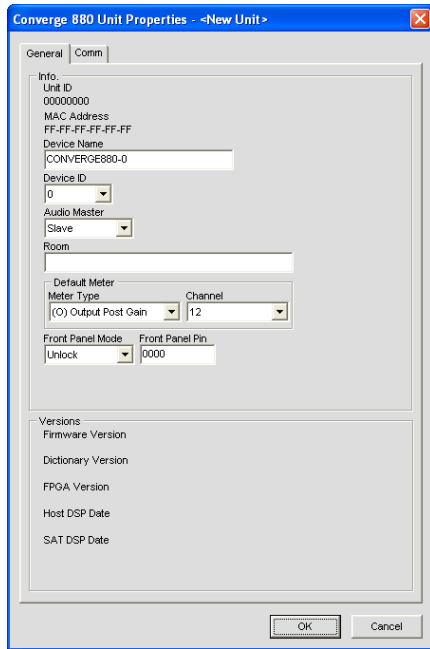 Converge 880 Unit Properties - <New Unit>
General Comm
Info.
Unit ID
00000000
MAC Address
FF-FF-FF-FF-FF-FF
Device Name
CONVERGE880-0
Device ID
0
Audio Master
Slave
Room
Default Meter
Meter Type Channel
(O) Output Post Gain 12
Front Panel Mode Front Panel Pin
Unlock 0000
Versions
Firmware Version
Dictionary Version
FPGA Version
Host DSP Date
SAT DSP Date
OK Cancel